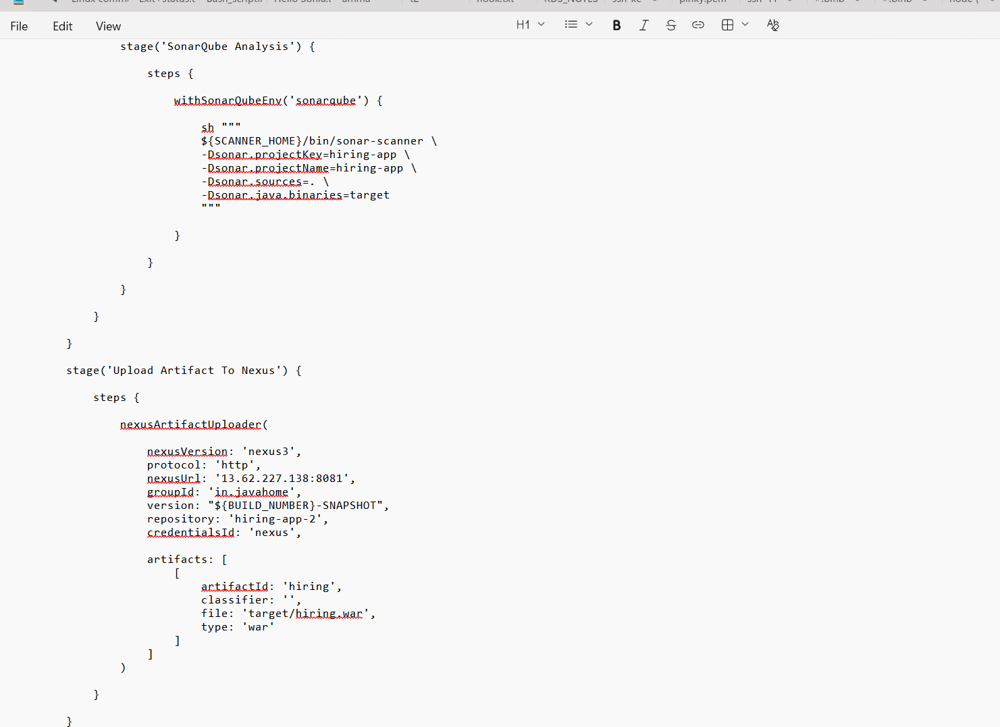 File Edit View H1 B I S
stage('SonarQube Analysis') {
steps {
withSonarQubeEnv('sonarqube') {
sh """
${SCANNER_HOME}/bin/sonar-scanner \
-Dsonar.projectKey=hiring-app \
-Dsonar.projectName=hiring-app \
-Dsonar.sources=. \
-Dsonar.java.binaries=target
"""
}
}
}
}
}
stage('Upload Artifact To Nexus') {
steps {
nexusArtifactUploader(
nexusVersion: 'nexus3',
protocol: 'http',
nexusUrl: '13.62.227.138:8081',
groupId: 'in.javahome',
version: "${BUILD_NUMBER}-SNAPSHOT",
repository: 'hiring-app-2',
credentialsId: 'nexus',
artifacts: [
[
artifactId: 'hiring',
classifier: '',
file: 'target/hiring.war',
type: 'war'
]
]
)
}
}